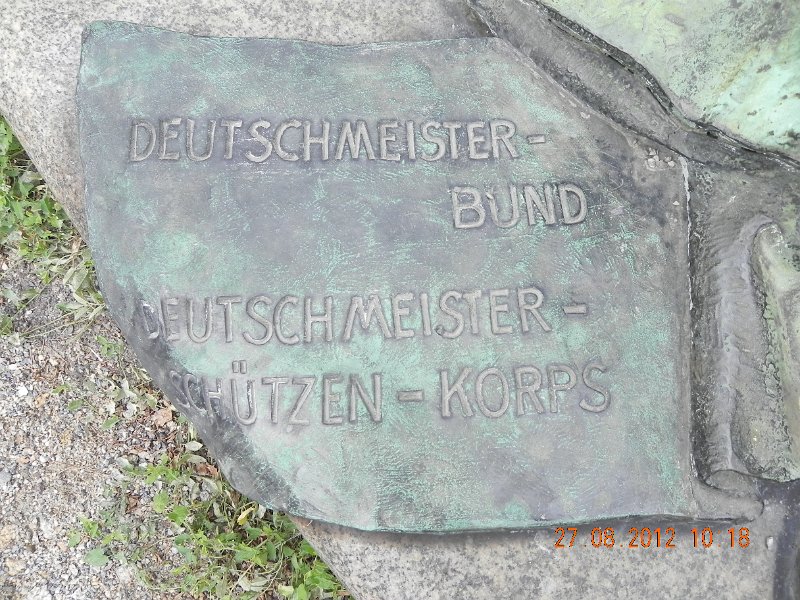 DEUTSCHMEISTER-
BUND
DEUTSCHMEISTER-
SCHÜTZEN-KORPS
27.08.2012 10:18